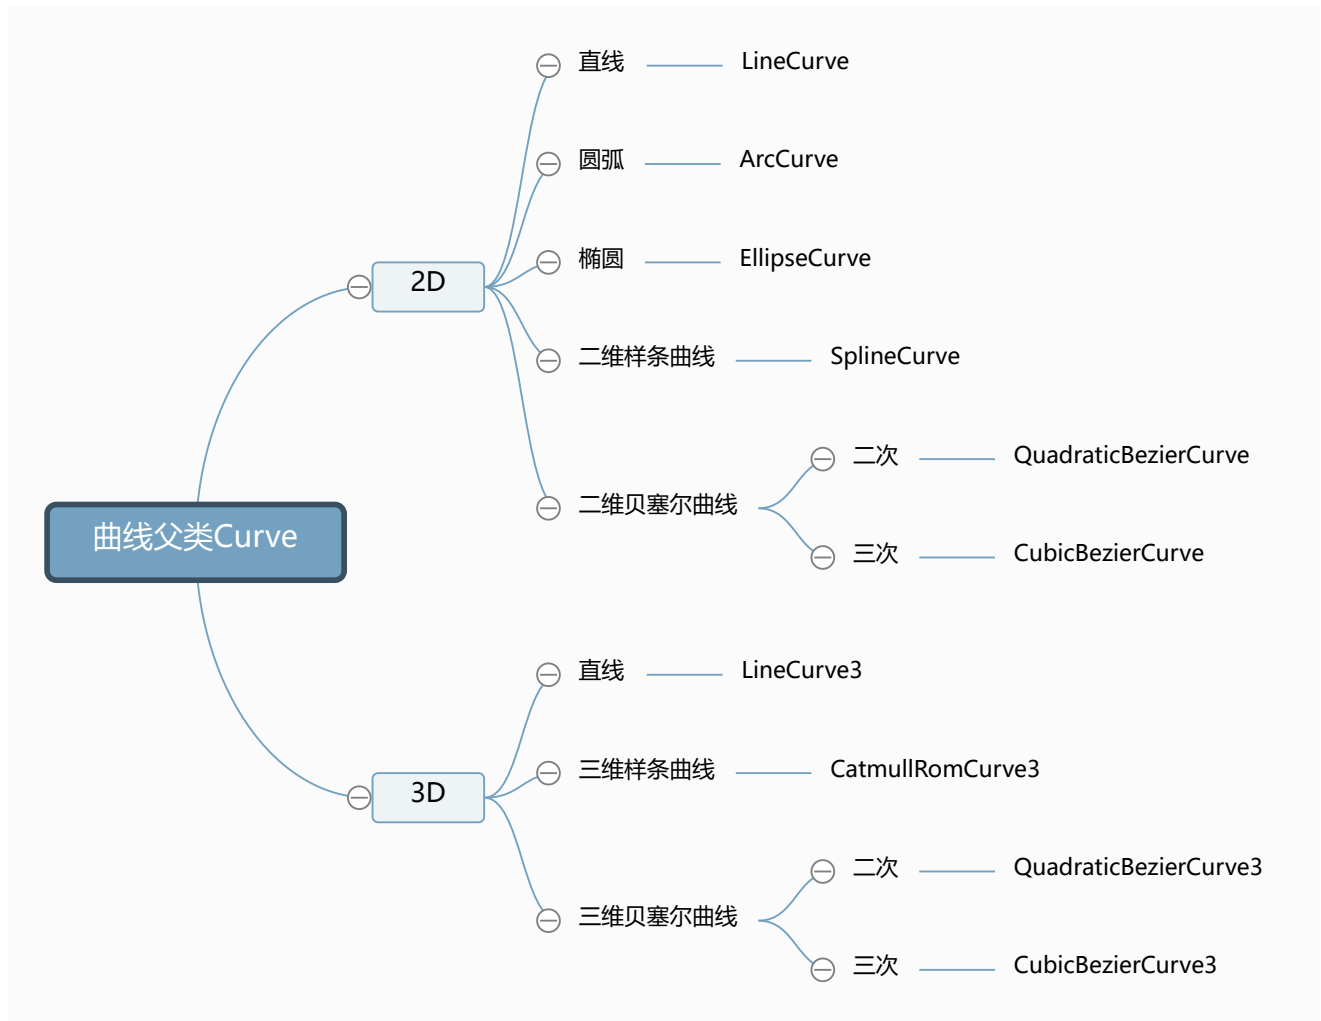 曲线父类Curve
2D
直线 LineCurve
圆弧 ArcCurve
椭圆 EllipseCurve
二维样条曲线 SplineCurve
二维贝塞尔曲线
二次 QuadraticBezierCurve
三次 CubicBezierCurve
3D
直线 LineCurve3
三维样条曲线 CatmullRomCurve3
三维贝塞尔曲线
二次 QuadraticBezierCurve3
三次 CubicBezierCurve3